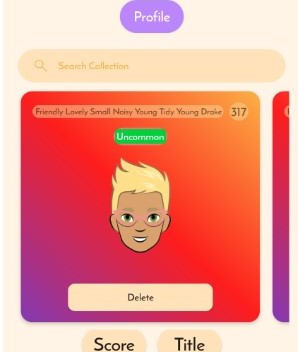 Profile
Search Collection
Friendly Lovely Small Noisy Young Tidy Young Drake 317
Uncommon
Delete
Score Title